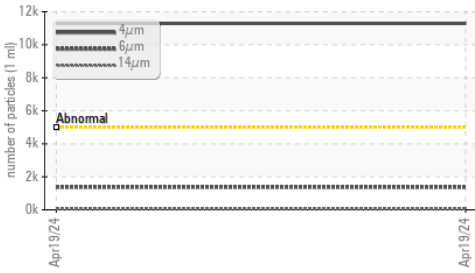 12k
10k
8k
6k
4k
2k
0k
number of particles (1 ml)
4μm
6μm
14μm
Abnormal
Apr19/24
Apr19/24